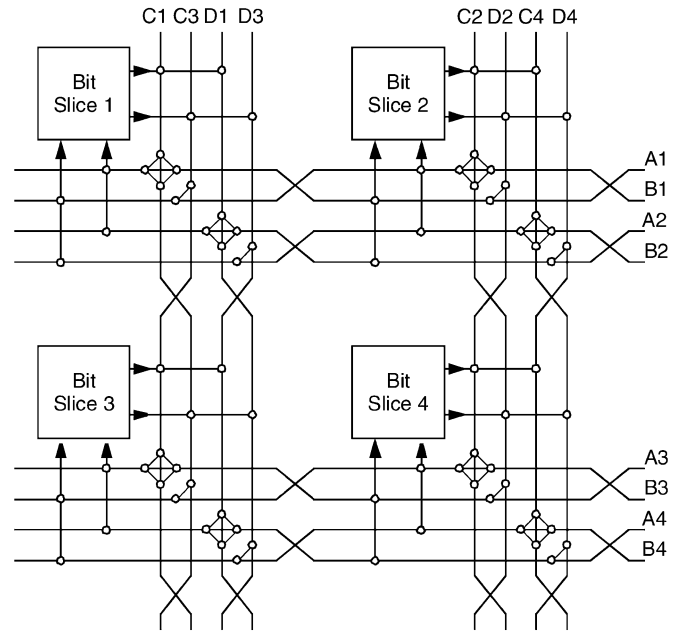 C1 C3 D1 D3 C2 D2 C4 D4
Bit
Slice 1
Bit
Slice 2
A1
B1
A2
B2
Bit
Slice 3
Bit
Slice 4
A3
B3
A4
B4